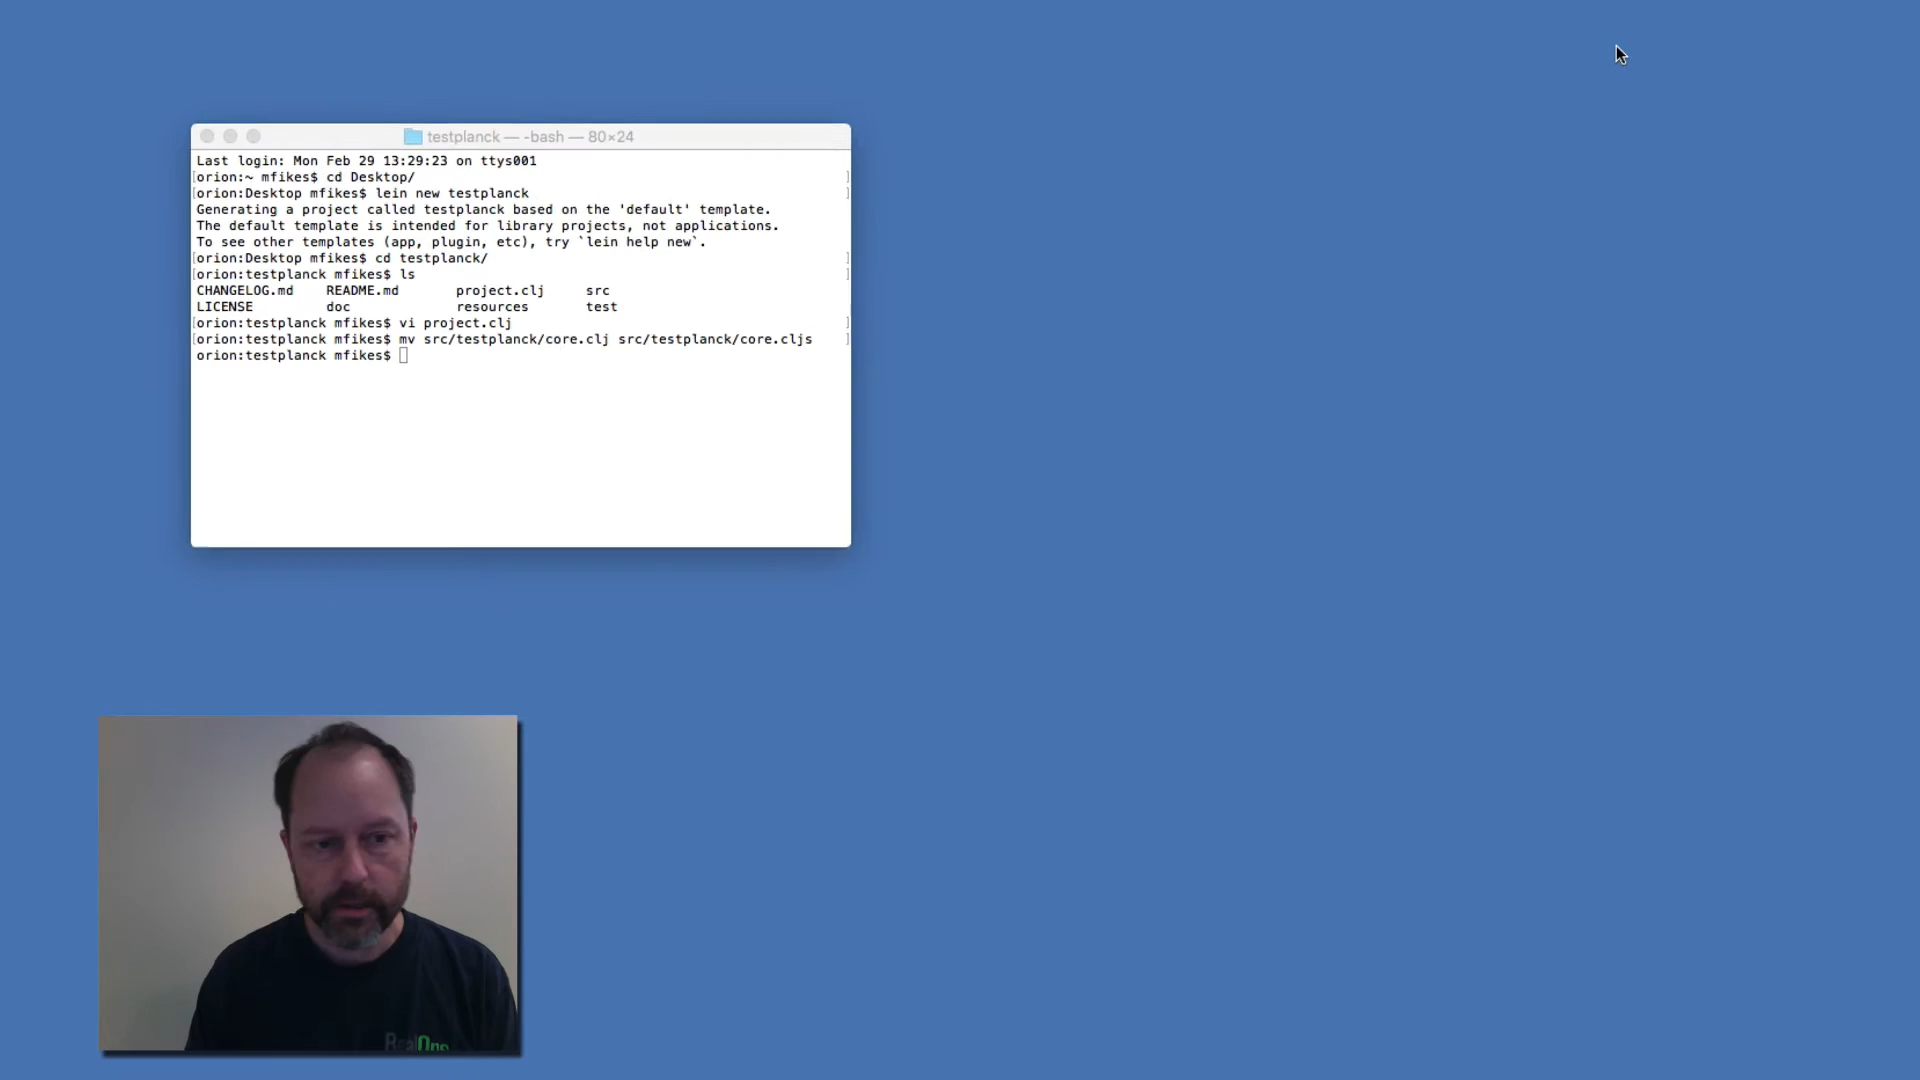 testplanck — -bash — 80×24
Last login: Mon Feb 29 13:29:23 on ttys001
[orion:~ mfikes$ cd Desktop/ ]
[orion:Desktop mfikes$ lein new testplanck ]
Generating a project called testplanck based on the 'default' template.
The default template is intended for library projects, not applications.
To see other templates (app, plugin, etc), try `lein help new`.
[orion:Desktop mfikes$ cd testplanck/ ]
[orion:testplanck mfikes$ ls ]
CHANGELOG.md README.md project.clj src
LICENSE doc resources test
[orion:testplanck mfikes$ vi project.clj ]
[orion:testplanck mfikes$ mv src/testplanck/core.clj src/testplanck/core.cljs ]
orion:testplanck mfikes$
RealOps